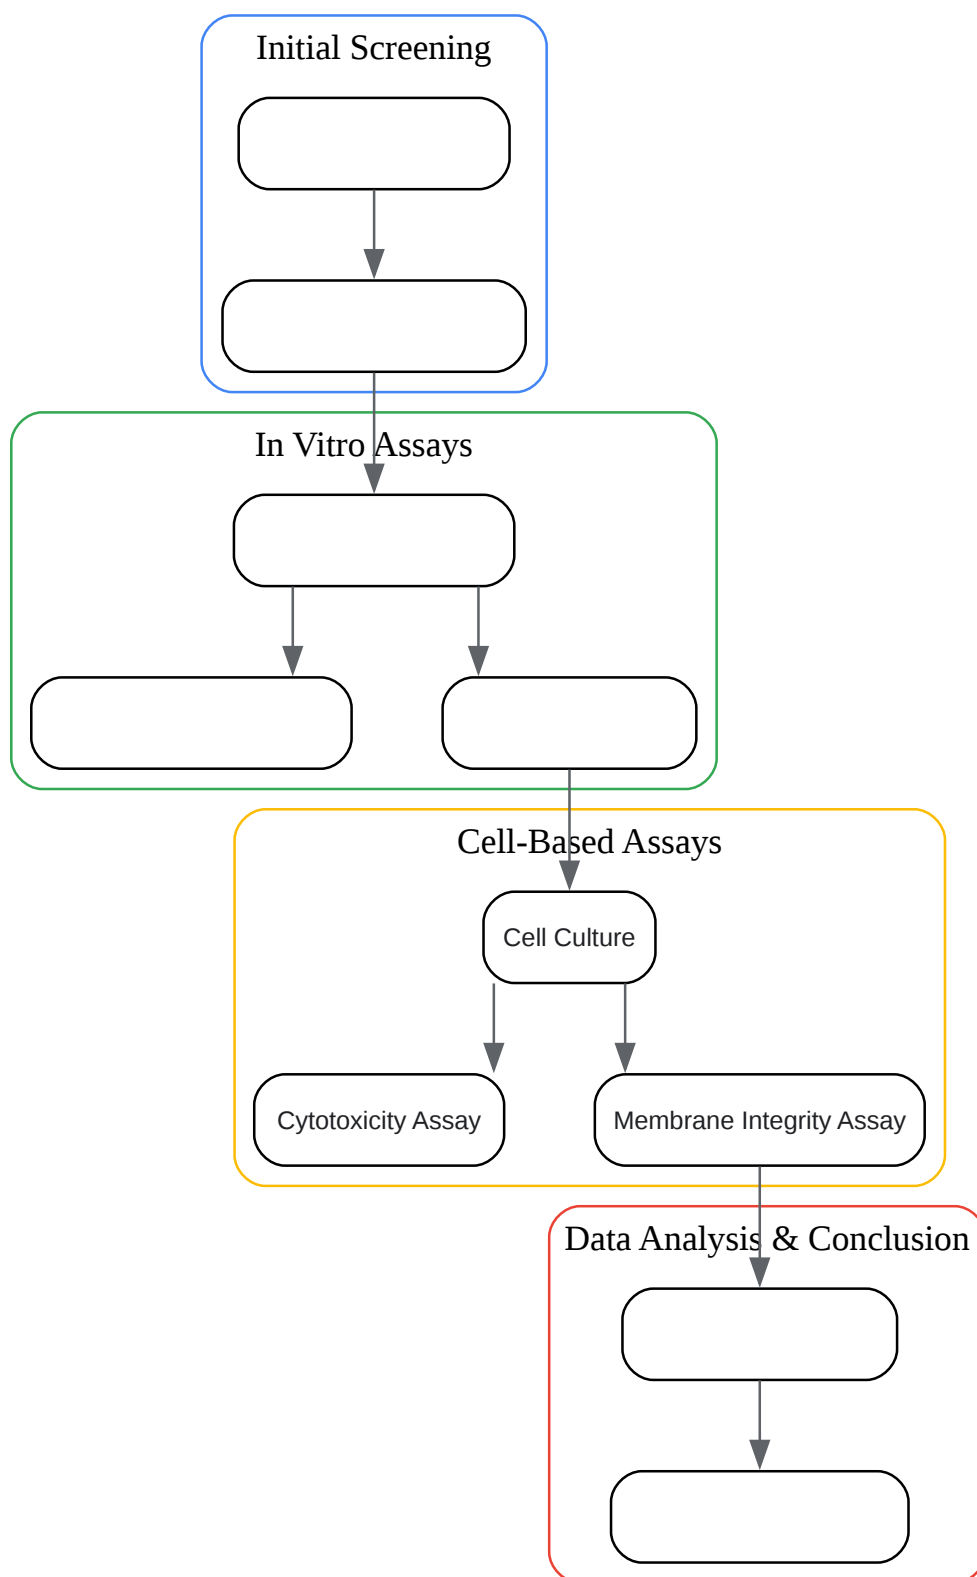 Initial Screening
In Vitro Assays
Cell-Based Assays
Cell Culture
Cytotoxicity Assay
Membrane Integrity Assay
Data Analysis & Conclusion